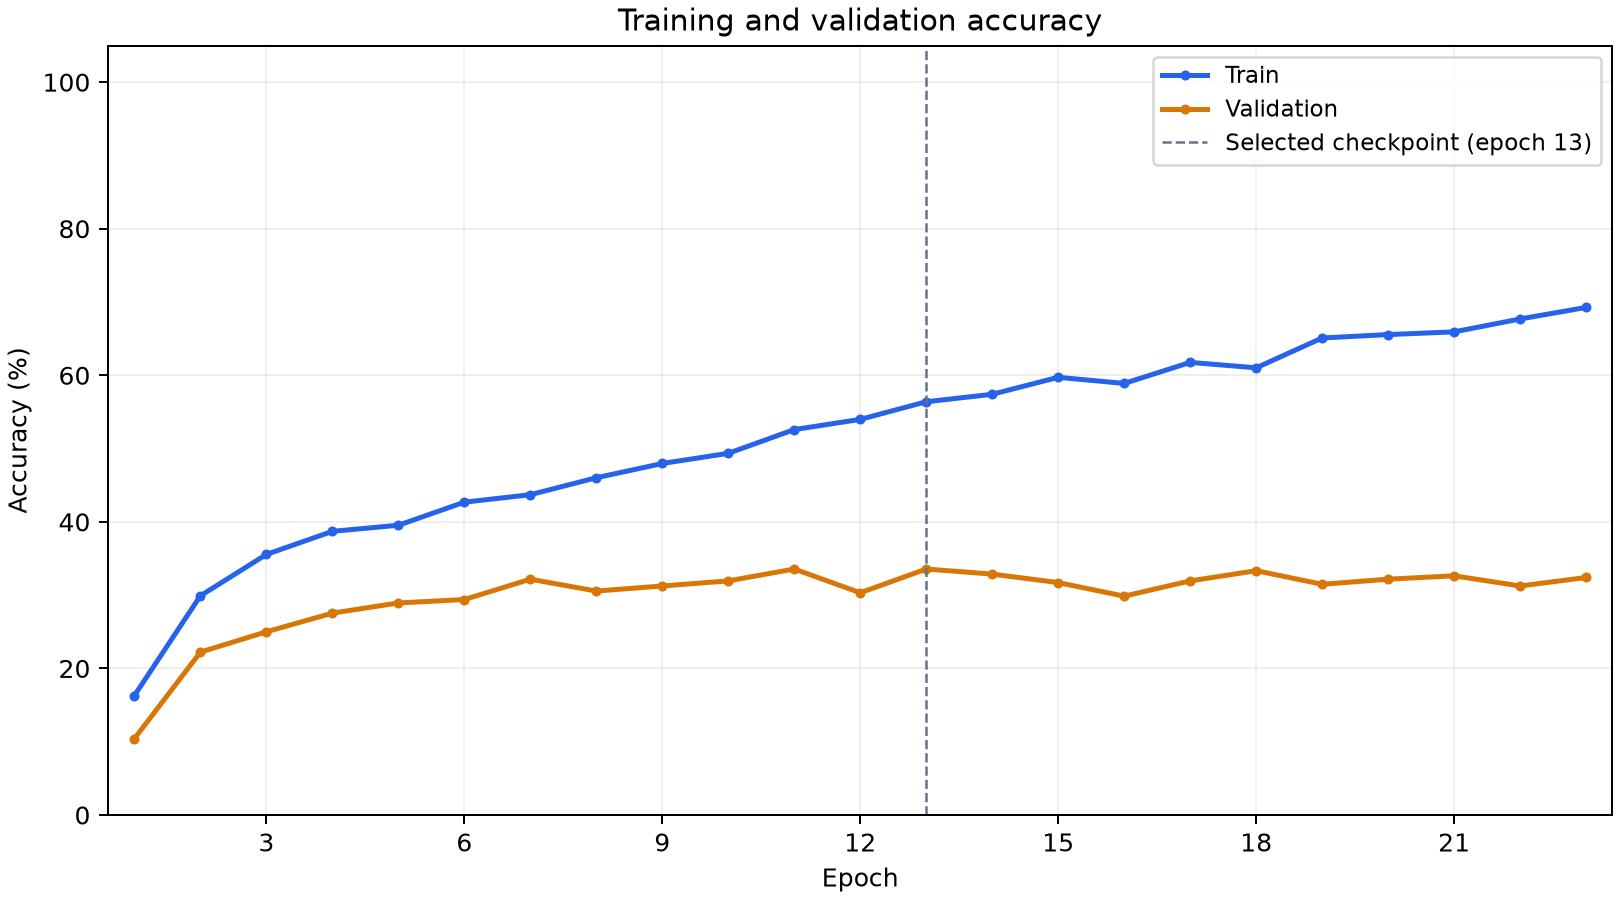 Training and validation accuracy
Train
Validation
Selected checkpoint (epoch 13)
100
80
60
40
20
0
Accuracy (%)
3 6 9 12 15 18 21
Epoch